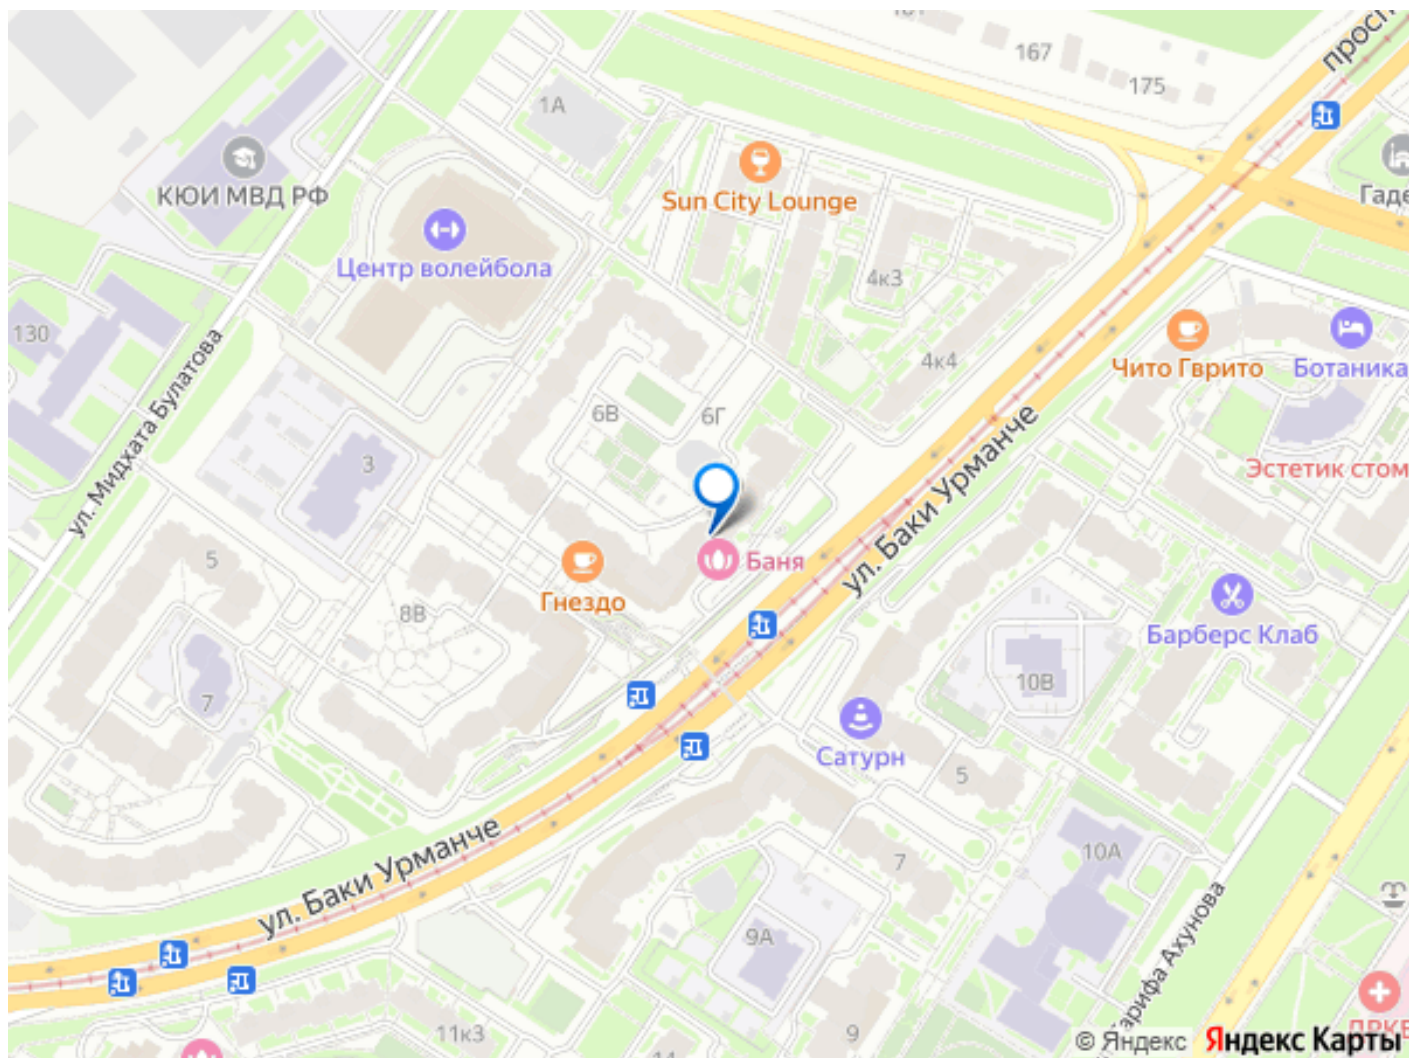 167
175
1А
просп
КЮИ МВД РФ
Sun City Lounge
Гаде
Центр волейбола
4к3
130
4к4
Чито Гврито
Ботаника
6В
6Г
ул. Мидхата Булатова
3
ул. Баки Урманче
Эстетик стом
5
Баня
Гнездо
8В
Барберс Клаб
10В
7
Сатурн
5
ул. Баки Урманче
7
10А
9А
Гарифа Ахунова
11к3
9
ДРКБ
© Яндекс Яндекс Карты